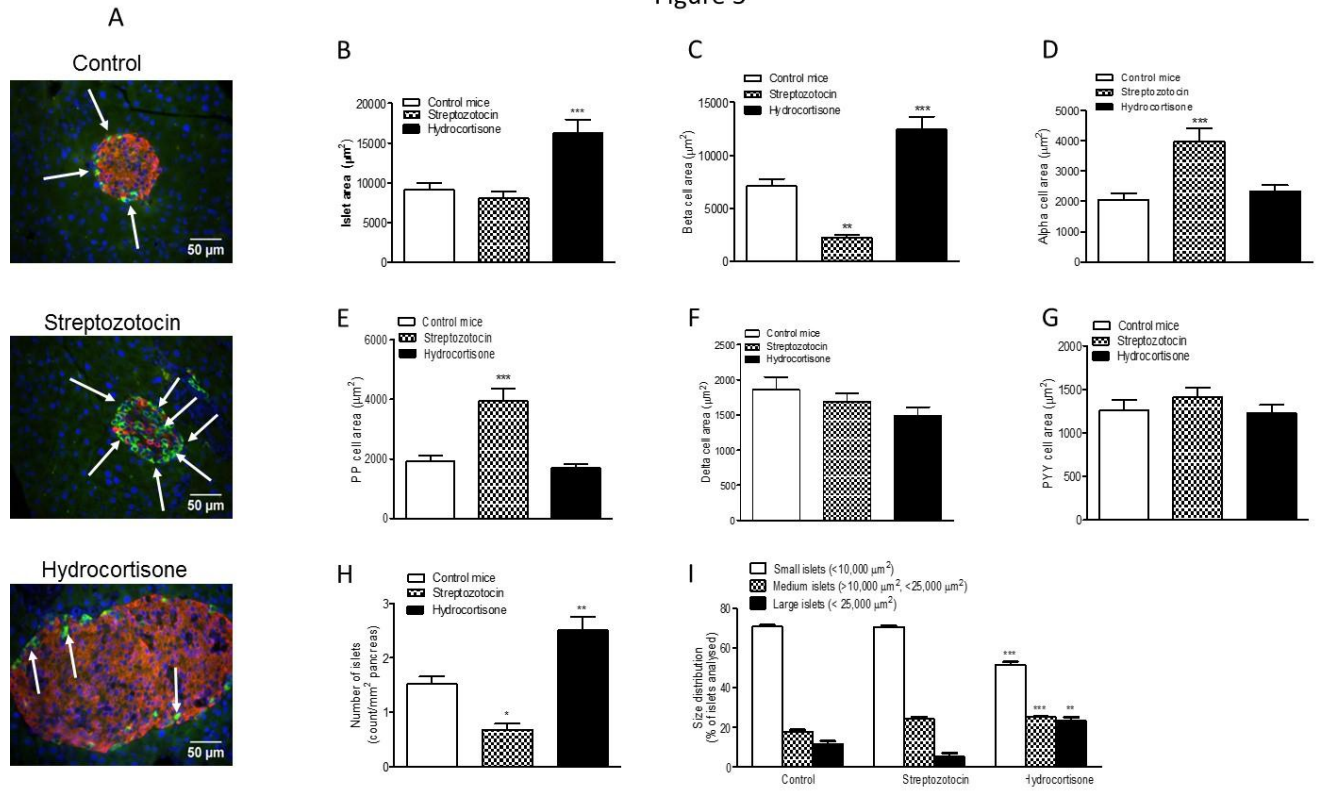 Figure 5
A
Control
50 µm
Streptozotocin
50 µm
Hydrocortisone
50 µm
B
Control mice
Streptozotocin
Hydrocortisone
Islet area (µm²)
20000
15000
10000
5000
0
***
C
Control mice
Streptozotocin
Hydrocortisone
Beta cell area (µm²)
15000
10000
5000
0
**
***
D
Control mice
Streptozotocin
Hydrocortisone
Alpha cell area (µm²)
5000
4000
3000
2000
1000
0
***
E
Control mice
Streptozotocin
Hydrocortisone
PP cell area (µm²)
6000
4000
2000
0
***
F
Control mice
Streptozotocin
Hydrocortisone
Delta cell area (µm²)
2500
2000
1500
1000
500
0
G
Control mice
Streptozotocin
Hydrocortisone
PYY cell area (µm²)
2000
1500
1000
500
0
H
Control mice
Streptozotocin
Hydrocortisone
Number of islets
(count/mm² pancreas)
3
2
1
0
*
**
I
Small islets (<10,000 µm²)
Medium islets (>10,000 µm², <25,000 µm²)
Large islets (< 25,000 µm²)
Size distribution
(% of islets analysed)
80
60
40
20
0
***
***
**
Control
Streptozotocin
Hydrocortisone